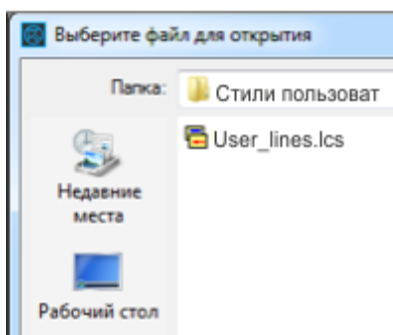 Выберите файл для открытия
Папка: Стили пользоват
User_lines.lcs
Недавние
места
Рабочий стол